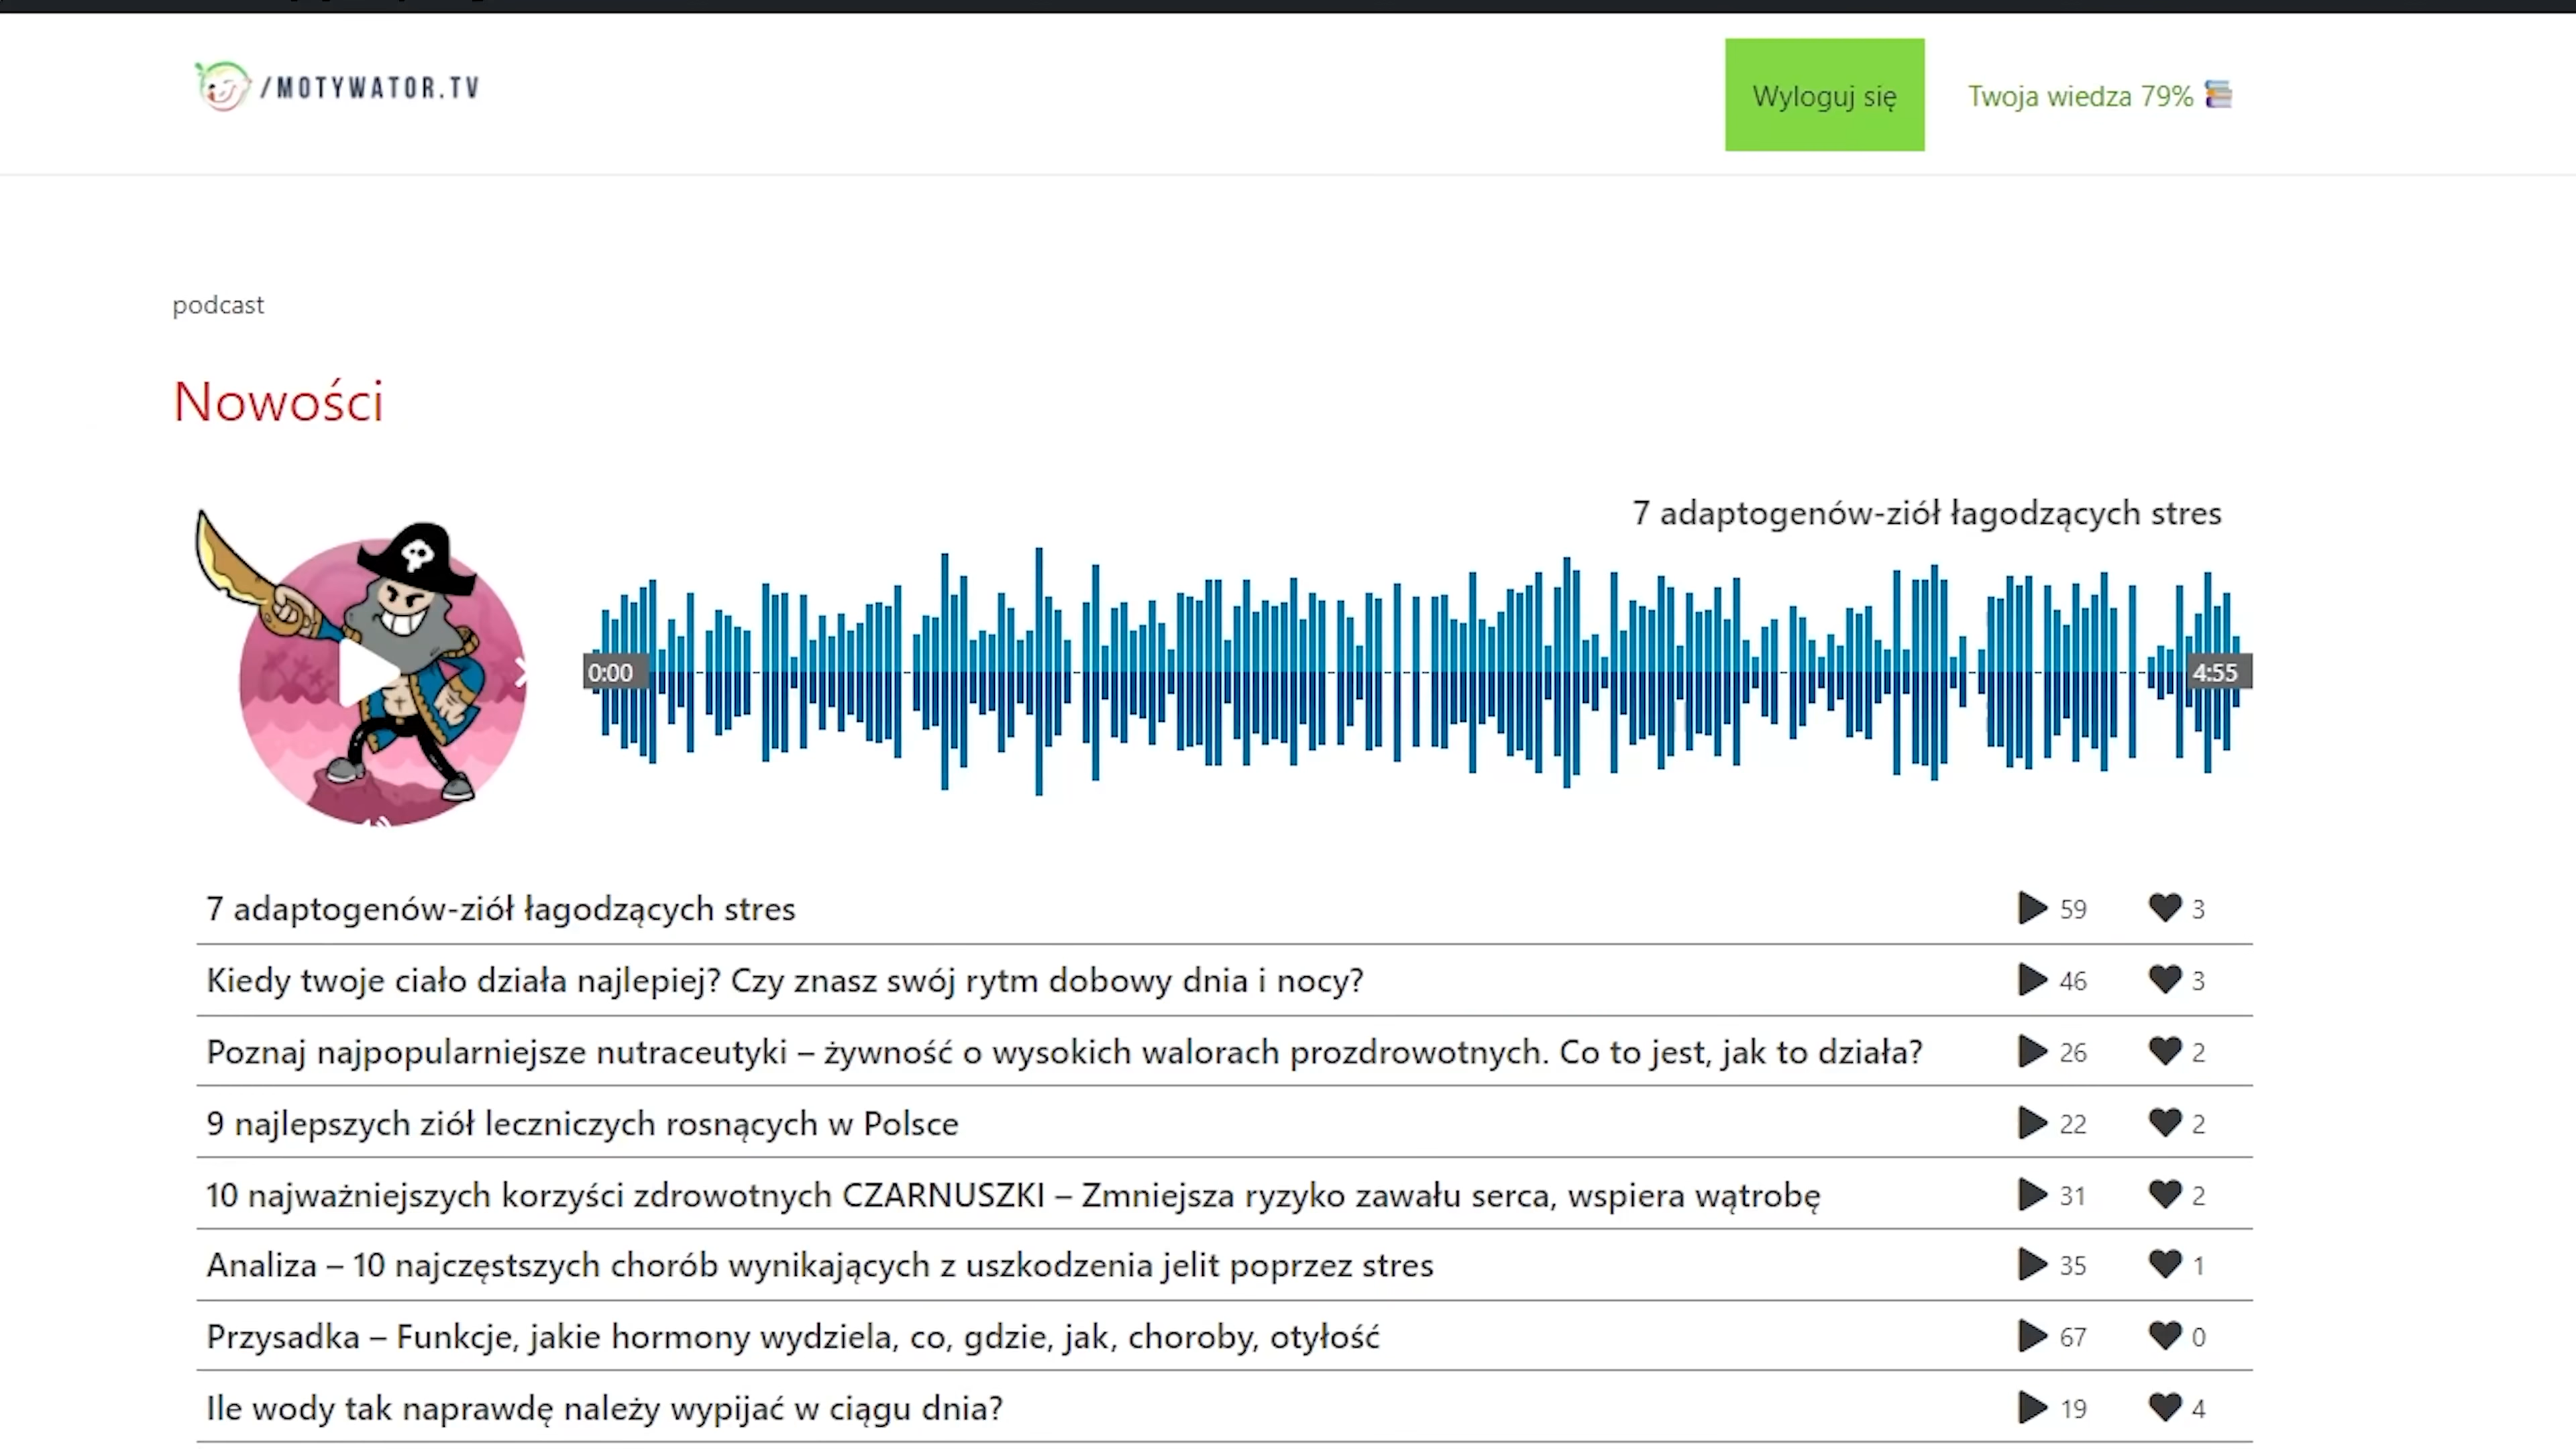 /MOTYWATOR.TV
Wyloguj się
Twoja wiedza 79%
podcast
Nowości
7 adaptogenów-ziół łagodzących stres
0:00
4:55
7 adaptogenów-ziół łagodzących stres 59 3
Kiedy twoje ciało działa najlepiej? Czy znasz swój rytm dobowy dnia i nocy? 46 3
Poznaj najpopularniejsze nutraceutyki – żywność o wysokich walorach prozdrowotnych. Co to jest, jak to działa? 26 2
9 najlepszych ziół leczniczych rosnących w Polsce 22 2
10 najważniejszych korzyści zdrowotnych CZARNUSZKI – Zmniejsza ryzyko zawału serca, wspiera wątrobę 31 2
Analiza – 10 najczęstszych chorób wynikających z uszkodzenia jelit poprzez stres 35 1
Przysadka – Funkcje, jakie hormony wydziela, co, gdzie, jak, choroby, otyłość 67 0
Ile wody tak naprawdę należy wypijać w ciągu dnia? 19 4